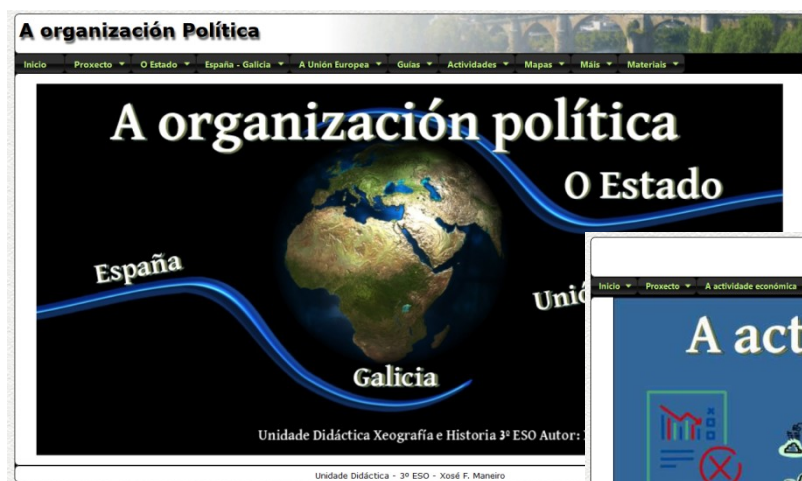 A organización Política
Inicio Proxecto O Estado España - Galicia A Unión Europea Guías Actividades Mapas Máis Materiais
A organización política
O Estado
España
Galicia
Unidade Didáctica Xeografía e Historia 3º ESO Autor:
Unidade Didáctica - 3º ESO - Xosé F. Maneiro
Inicio Proxecto A actividade económica
A